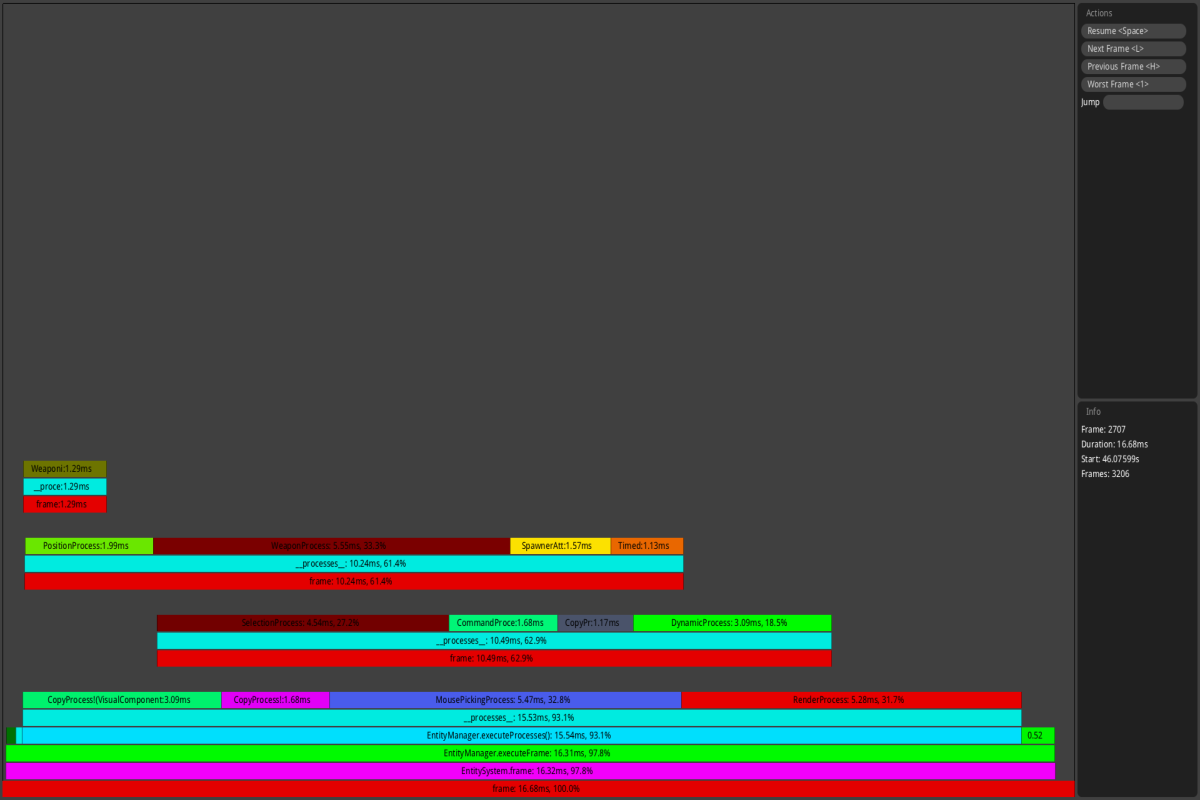 Actions
Resume <Space>
Next Frame <L>
Previous Frame <H>
Worst Frame <1>
Jump
Info
Frame: 2707
Duration: 16.68ms
Start: 46.07599s
Frames: 3206
Weaponi:1.29ms
__proce:1.29ms
frame:1.29ms
PositionProcess:1.99ms WeaponProcess: 5.55ms, 33.3% SpawnerAtt:1.57ms Timed:1.13ms
__processes__: 10.24ms, 61.4%
frame: 10.24ms, 61.4%
SelectionProcess: 4.54ms, 27.2% CommandProce:1.68ms CopyPr:1.17ms DynamicProcess: 3.09ms, 18.5%
__processes__: 10.49ms, 62.9%
frame: 10.49ms, 62.9%
CopyProcess!(VisualComponent:3.09ms CopyProcess!:1.68ms MousePickingProcess: 5.47ms, 32.8% RenderProcess: 5.28ms, 31.7%
__processes__: 15.53ms, 93.1%
EntityManager.executeProcesses(): 15.54ms, 93.1% 0.52
EntityManager.executeFrame: 16.31ms, 97.8%
EntitySystem.frame: 16.32ms, 97.8%
frame: 16.68ms, 100.0%